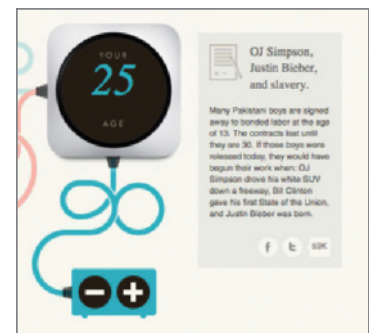 YOUR
25
AGE
OJ Simpson,
Justin Bieber,
and slavery.
Many Pakistani boys are signed
away to bonded labor at the age
of 13. The contracts last until
they are 30. If those boys were
released today, they would have
begun their work when: OJ
Simpson drove his white SUV
down a freeway, Bill Clinton
gave his first State of the Union,
and Justin Bieber was born.